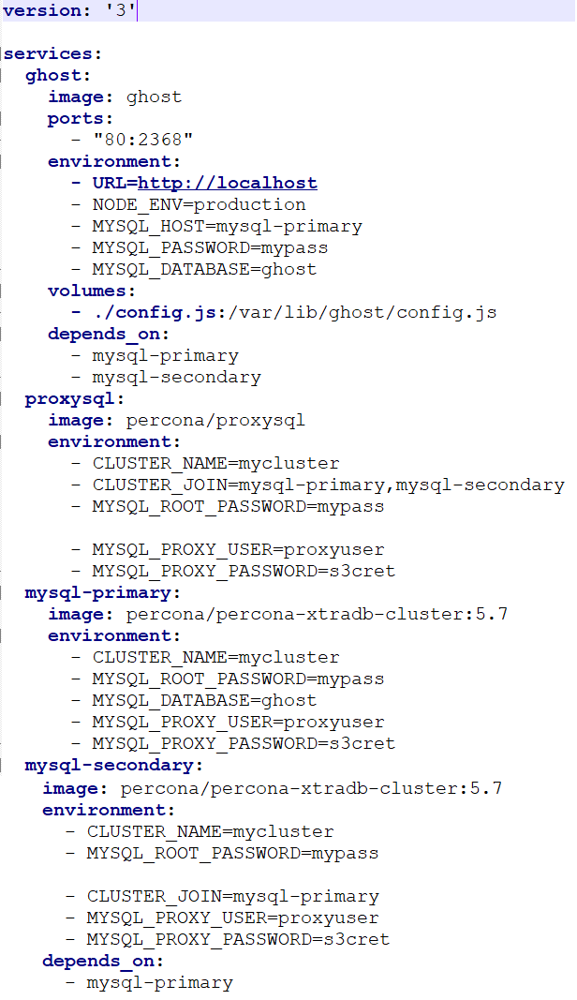 version: '3'
services:
  ghost:
    image: ghost
    ports:
      - "80:2368"
    environment:
      - URL=http://localhost
      - NODE_ENV=production
      - MYSQL_HOST=mysql-primary
      - MYSQL_PASSWORD=mypass
      - MYSQL_DATABASE=ghost
    volumes:
      - ./config.js:/var/lib/ghost/config.js
    depends_on:
      - mysql-primary
      - mysql-secondary
  proxysql:
    image: percona/proxysql
    environment:
      - CLUSTER_NAME=mycluster
      - CLUSTER_JOIN=mysql-primary,mysql-secondary
      - MYSQL_ROOT_PASSWORD=mypass
      - MYSQL_PROXY_USER=proxyuser
      - MYSQL_PROXY_PASSWORD=s3cret
  mysql-primary:
    image: percona/percona-xtradb-cluster:5.7
    environment:
      - CLUSTER_NAME=mycluster
      - MYSQL_ROOT_PASSWORD=mypass
      - MYSQL_DATABASE=ghost
      - MYSQL_PROXY_USER=proxyuser
      - MYSQL_PROXY_PASSWORD=s3cret
  mysql-secondary:
    image: percona/percona-xtradb-cluster:5.7
    environment:
      - CLUSTER_NAME=mycluster
      - MYSQL_ROOT_PASSWORD=mypass
      - CLUSTER_JOIN=mysql-primary
      - MYSQL_PROXY_USER=proxyuser
      - MYSQL_PROXY_PASSWORD=s3cret
    depends_on:
      - mysql-primary